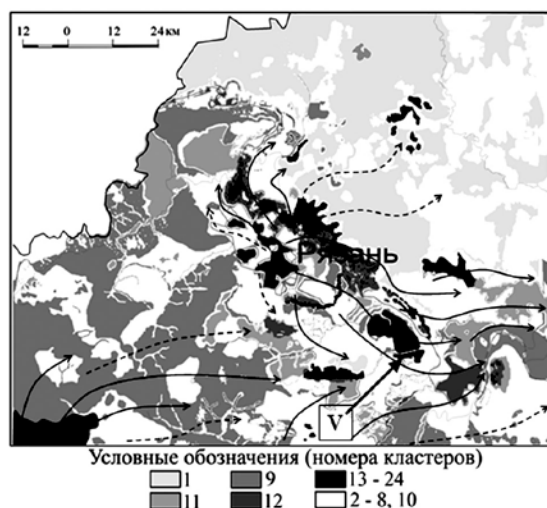 12 0 12 24 км
Рязань
V
Условные обозначения (номера кластеров)
1 9 13 - 24
11 12 2 - 8, 10